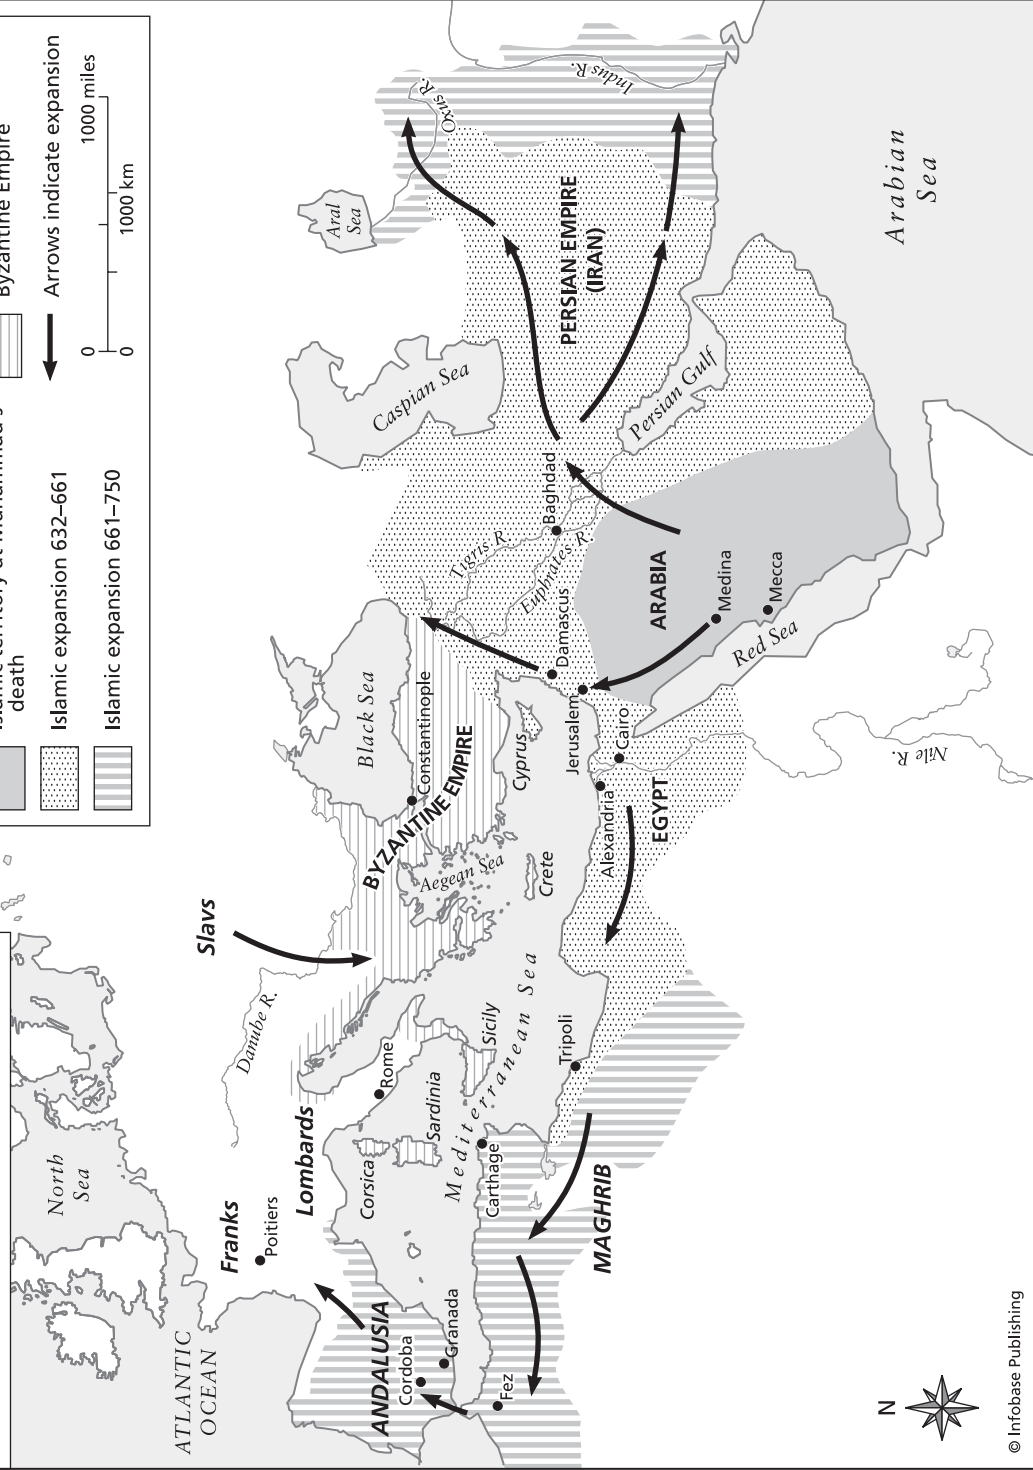 Byzantine Empire
Arrows indicate expansion
0
1000 miles
0
1000 km
death
Islamic expansion 632–661
Islamic expansion 661–750
North
Sea
ATLANTIC
OCEAN
Franks
Poitiers
Lombards
Slavs
Danube R.
Rome
Corsica
Sardinia
Sicily
Mediterranean Sea
ANDALUSIA
Cordoba
Granada
Fez
Carthage
MAGHRIB
Tripoli
Black Sea
Constantinople
BYZANTINE EMPIRE
Aegean Sea
Crete
Cyprus
Alexandria
EGYPT
Cairo
Nile R.
Jerusalem
Damascus
ARABIA
Medina
Mecca
Red Sea
Tigris R.
Euphrates R.
Baghdad
Caspian Sea
Aral
Sea
Oxus R.
Indus R.
PERSIAN EMPIRE
(IRAN)
Persian Gulf
Arabian
Sea
N
© Infobase Publishing